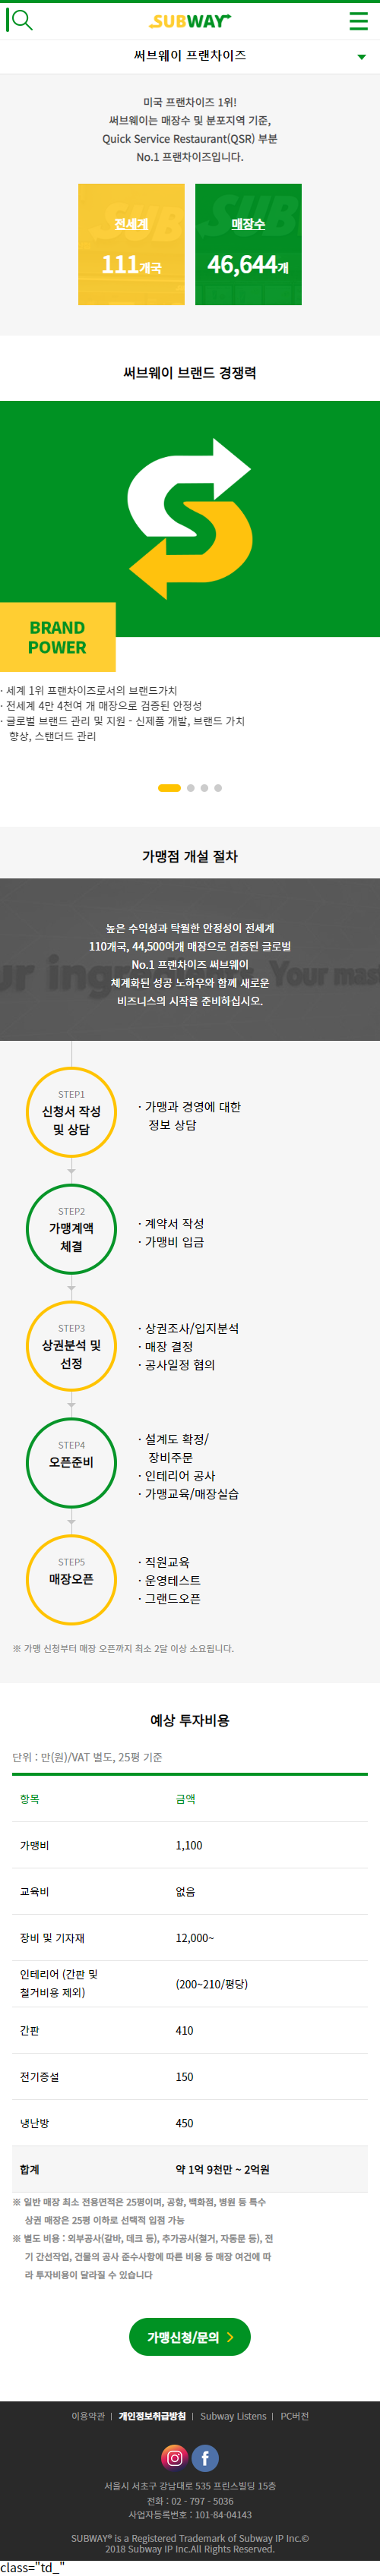 SUBWAY
써브웨이 프랜차이즈
미국 프랜차이즈 1위!
써브웨이는 매장수 및 분포지역 기준,
Quick Service Restaurant(QSR) 부분
No.1 프랜차이즈입니다.
전세계
111개국
매장수
46,644개
써브웨이 브랜드 경쟁력
BRAND
POWER
· 세계 1위 프랜차이즈로서의 브랜드가치
· 전세계 4만 4천여 개 매장으로 검증된 안정성
· 글로벌 브랜드 관리 및 지원 - 신제품 개발, 브랜드 가치
향상, 스탠더드 관리
가맹점 개설 절차
높은 수익성과 탁월한 안정성이 전세계
110개국, 44,500여개 매장으로 검증된 글로벌
No.1 프랜차이즈 써브웨이
체계화된 성공 노하우와 함께 새로운
비즈니스의 시작을 준비하십시오.
STEP1
신청서 작성
및 상담
· 가맹과 경영에 대한
정보 상담
STEP2
가맹계액
체결
· 계약서 작성
· 가맹비 입금
STEP3
상권분석 및
선정
· 상권조사/입지분석
· 매장 결정
· 공사일정 협의
STEP4
오픈준비
· 설계도 확정/
장비주문
· 인테리어 공사
· 가맹교육/매장실습
STEP5
매장오픈
· 직원교육
· 운영테스트
· 그랜드오픈
※ 가맹 신청부터 매장 오픈까지 최소 2달 이상 소요됩니다.
예상 투자비용
단위 : 만(원)/VAT 별도, 25평 기준
항목 금액
가맹비 1,100
교육비 없음
장비 및 기자재 12,000~
인테리어 (간판 및
철거비용 제외) (200~210/평당)
간판 410
전기증설 150
냉난방 450
합계 약 1억 9천만 ~ 2억원
※ 일반 매장 최소 전용면적은 25평이며, 공항, 백화점, 병원 등 특수
상권 매장은 25평 이하로 선택적 입점 가능
※ 별도 비용 : 외부공사(갈바, 데크 등), 추가공사(철거, 자동문 등), 전
기 간선작업, 건물의 공사 준수사항에 따른 비용 등 매장 여건에 따
라 투자비용이 달라질 수 있습니다
가맹신청/문의
이용약관 | 개인정보취급방침 | Subway Listens | PC버전
서울시 서초구 강남대로 535 프린스빌딩 15층
전화 : 02 - 797 - 5036
사업자등록번호 : 101-84-04143
SUBWAY® is a Registered Trademark of Subway IP Inc.©
2018 Subway IP Inc.All Rights Reserved.
class="td_"